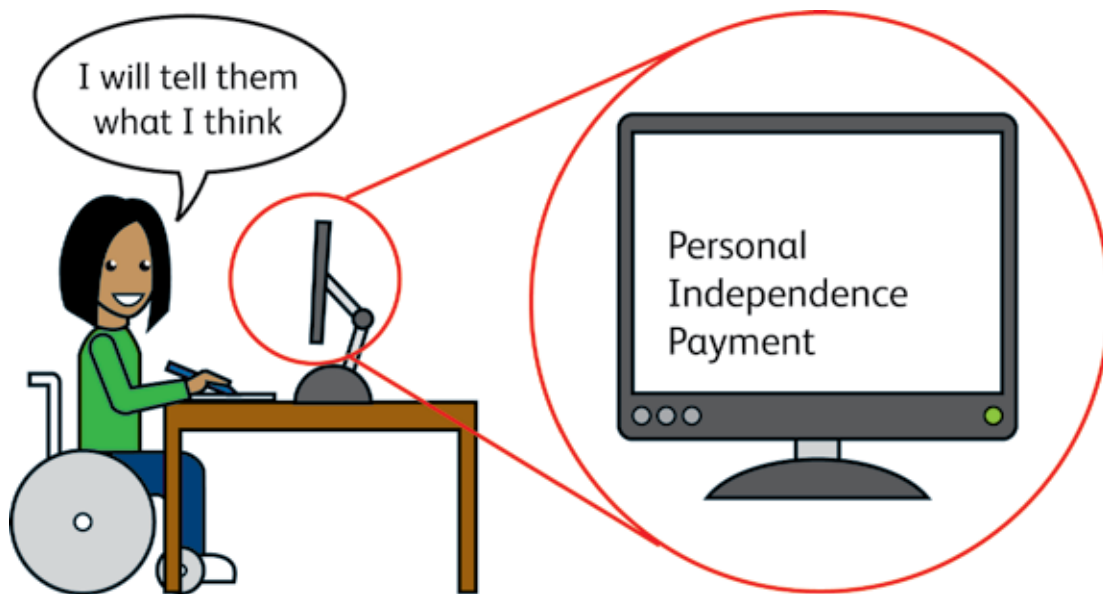 I will tell them
what I think
Personal
Independence
Payment